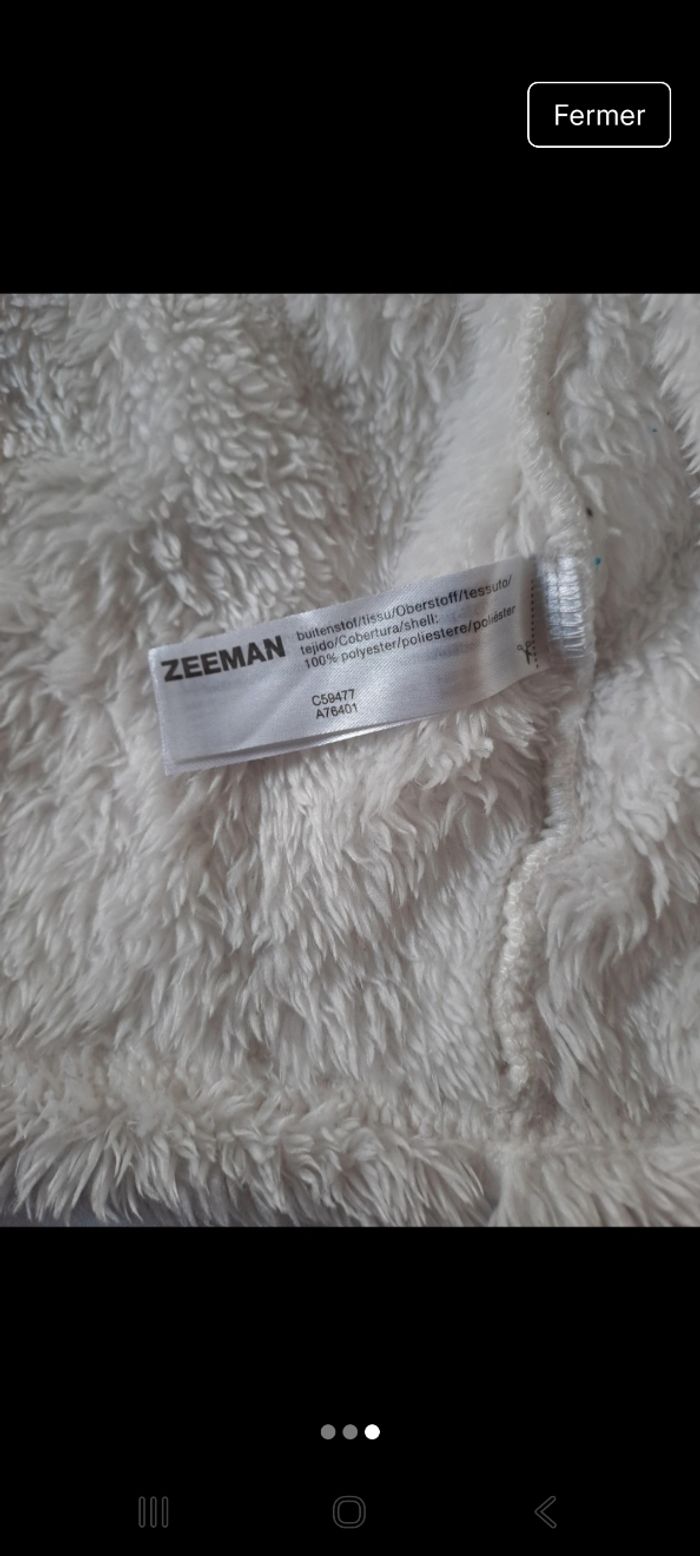 Fermer
ZEEMAN
buitenstof/tissu/Oberstoff/tessuto/
tejido/Cobertura/shell:
100% polyester/poliestere/poliéster
C59477
A76401